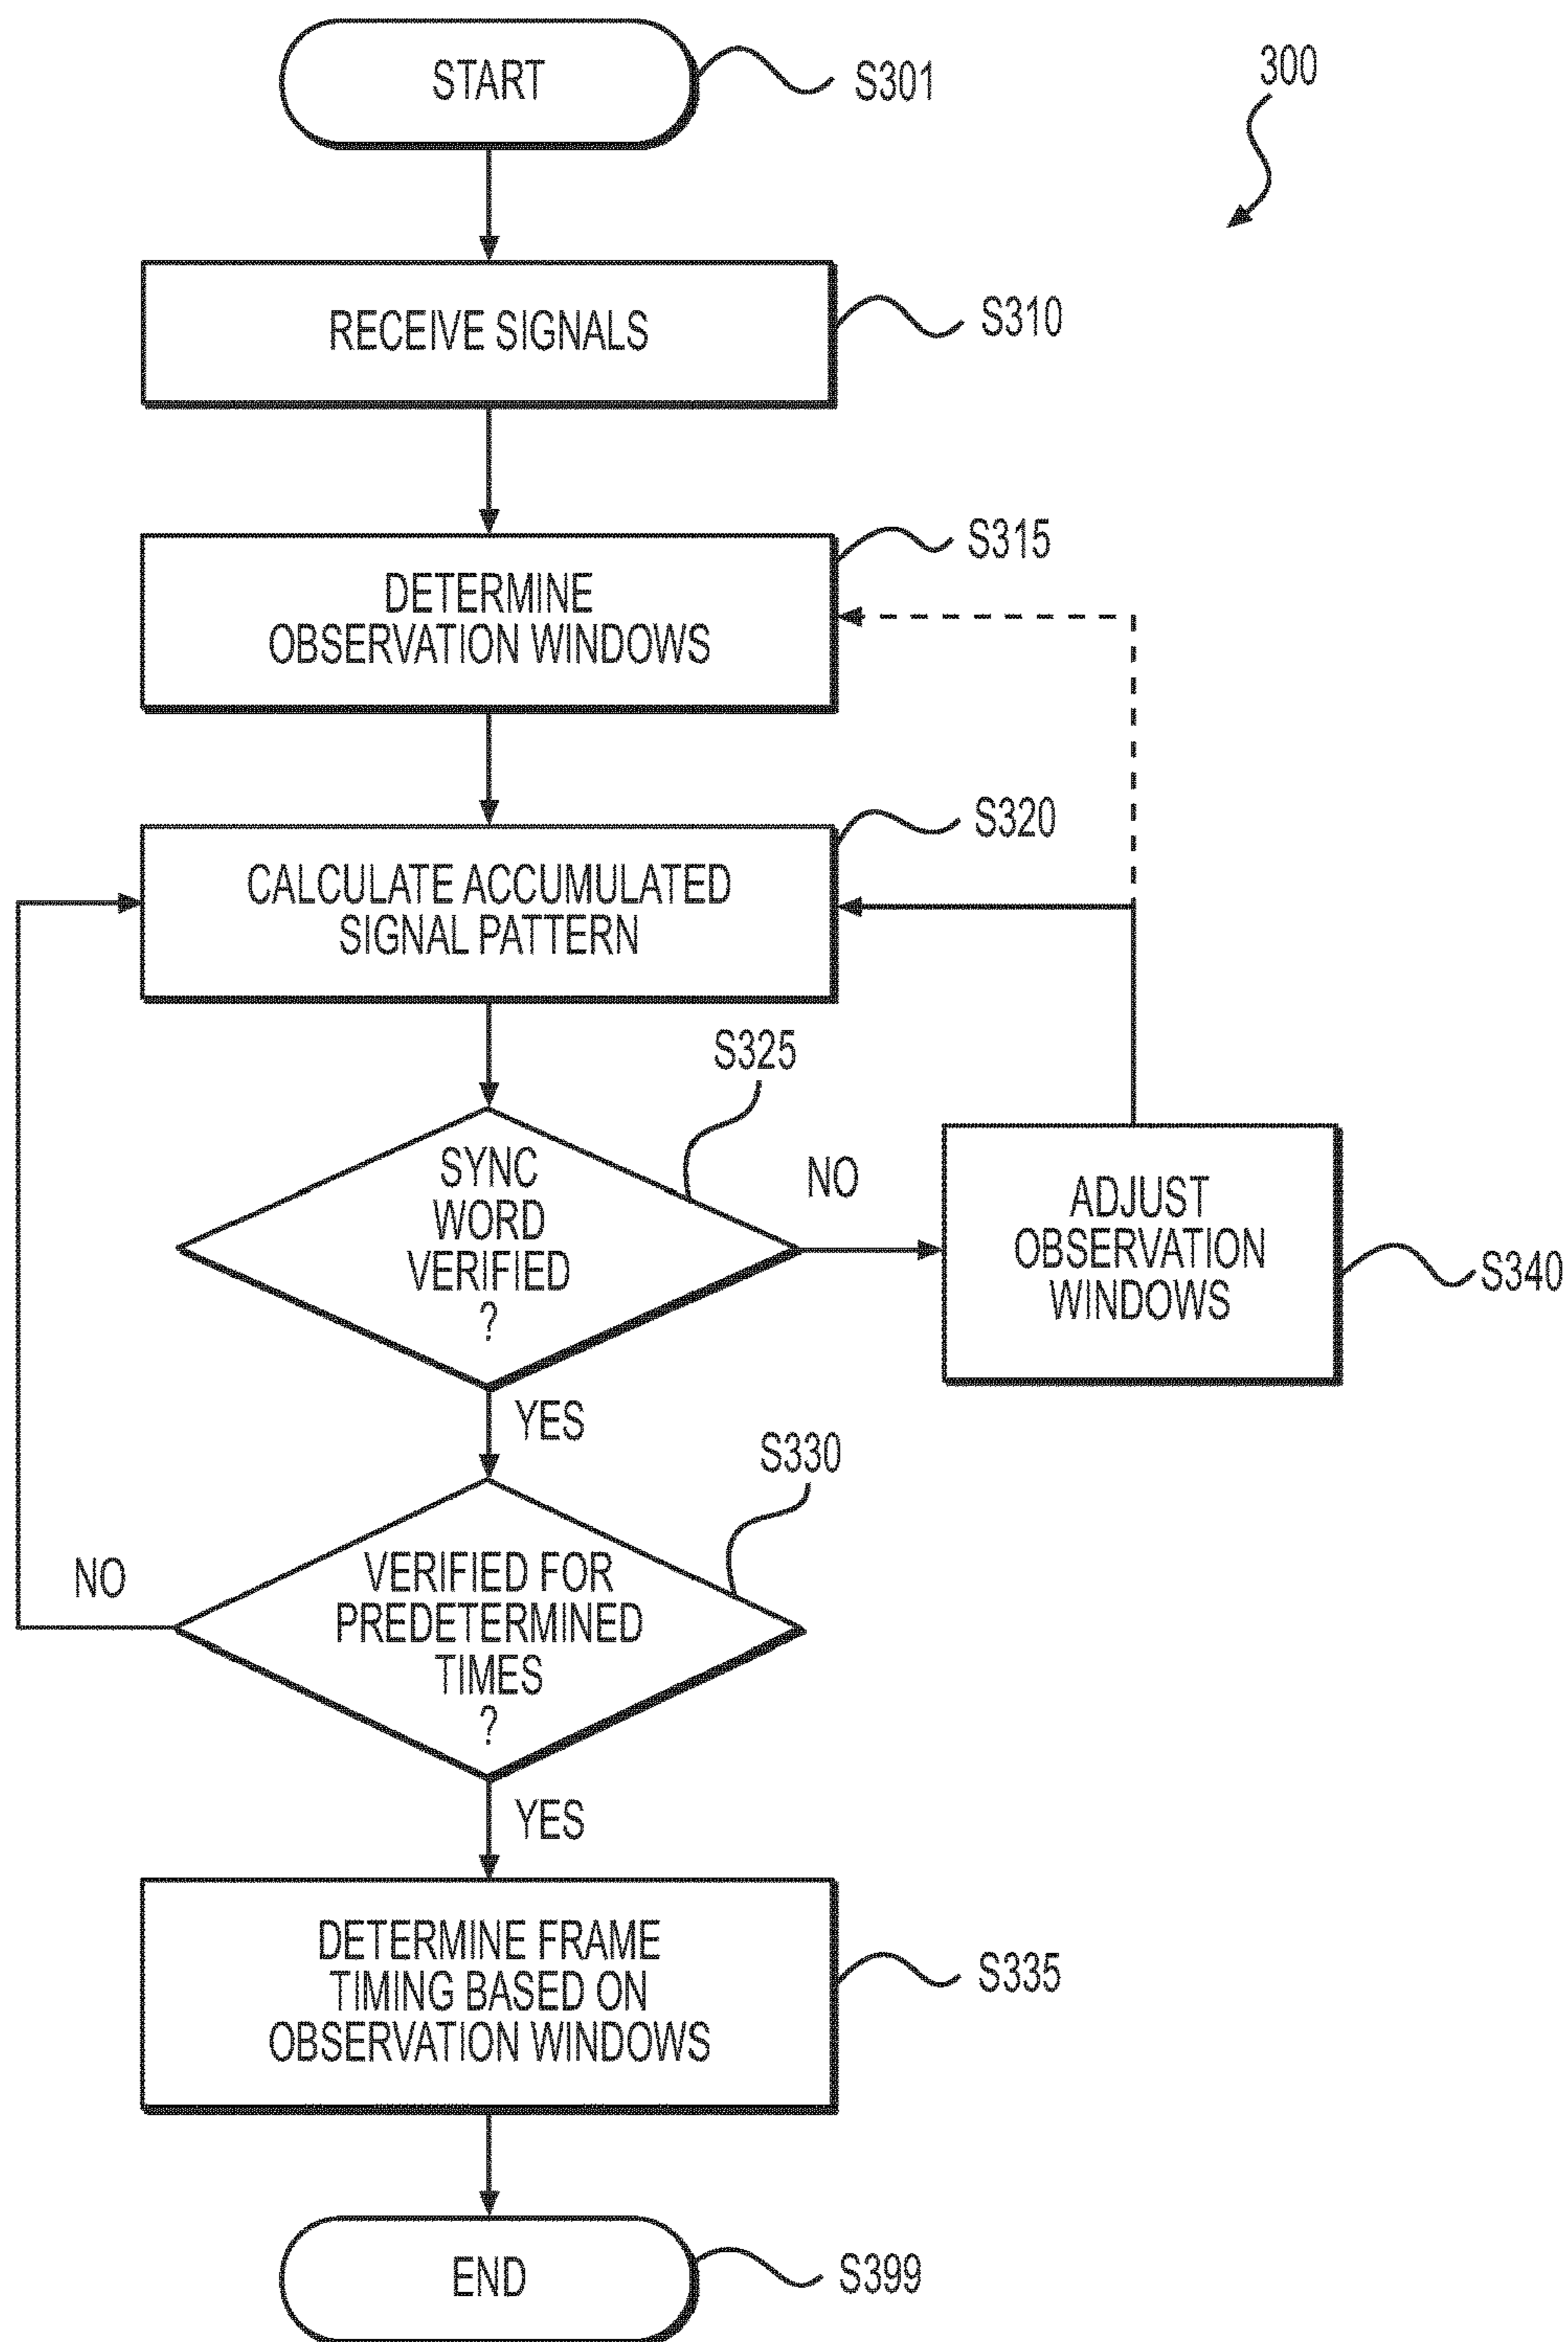 START
S301
300
RECEIVE SIGNALS
S310
S315
DETERMINE
OBSERVATION WINDOWS
S320
CALCULATE ACCUMULATED
SIGNAL PATTERN
S325
SYNC
WORD
VERIFIED
?
NO
ADJUST
OBSERVATION
WINDOWS
S340
YES
S330
NO
VERIFIED FOR
PREDETERMINED
TIMES
?
YES
DETERMINE FRAME
TIMING BASED ON
OBSERVATION WINDOWS
S335
END
S399